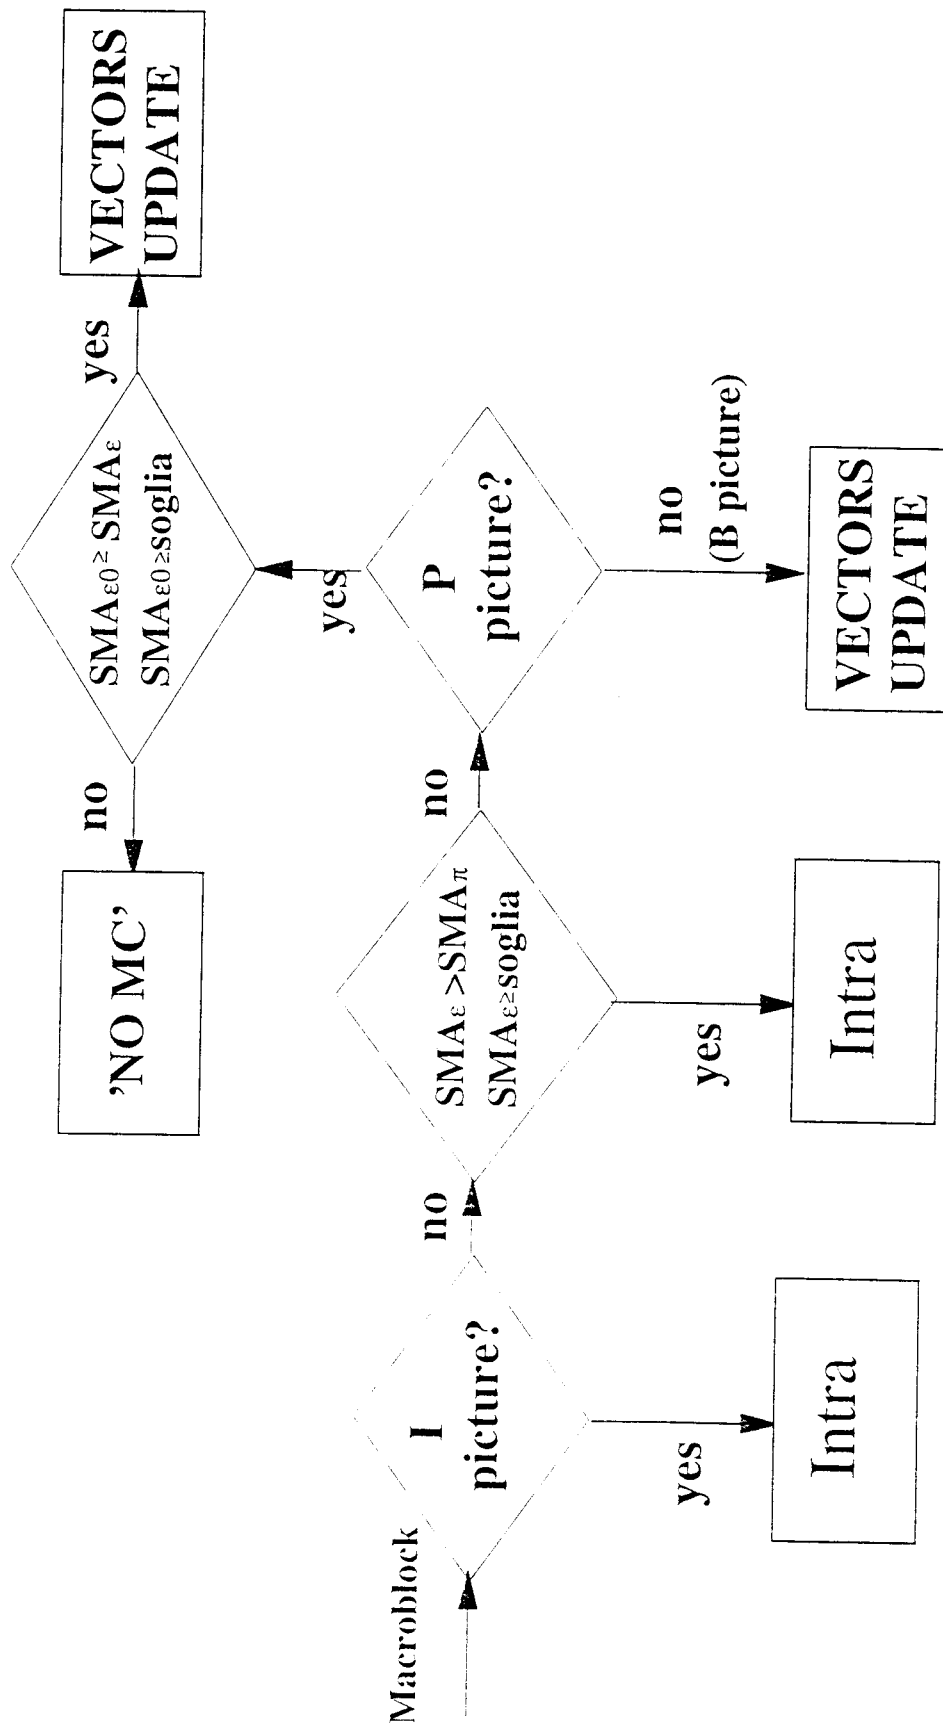 'NO MC'
no
SMAε0 ≥ SMAε
SMAε0≥soglia
yes
VECTORS
UPDATE
yes
Macroblock
I
picture?
no
SMAε >SMAπ
SMAε≥soglia
no
P
picture?
yes
Intra
yes
Intra
no
(B picture)
VECTORS
UPDATE